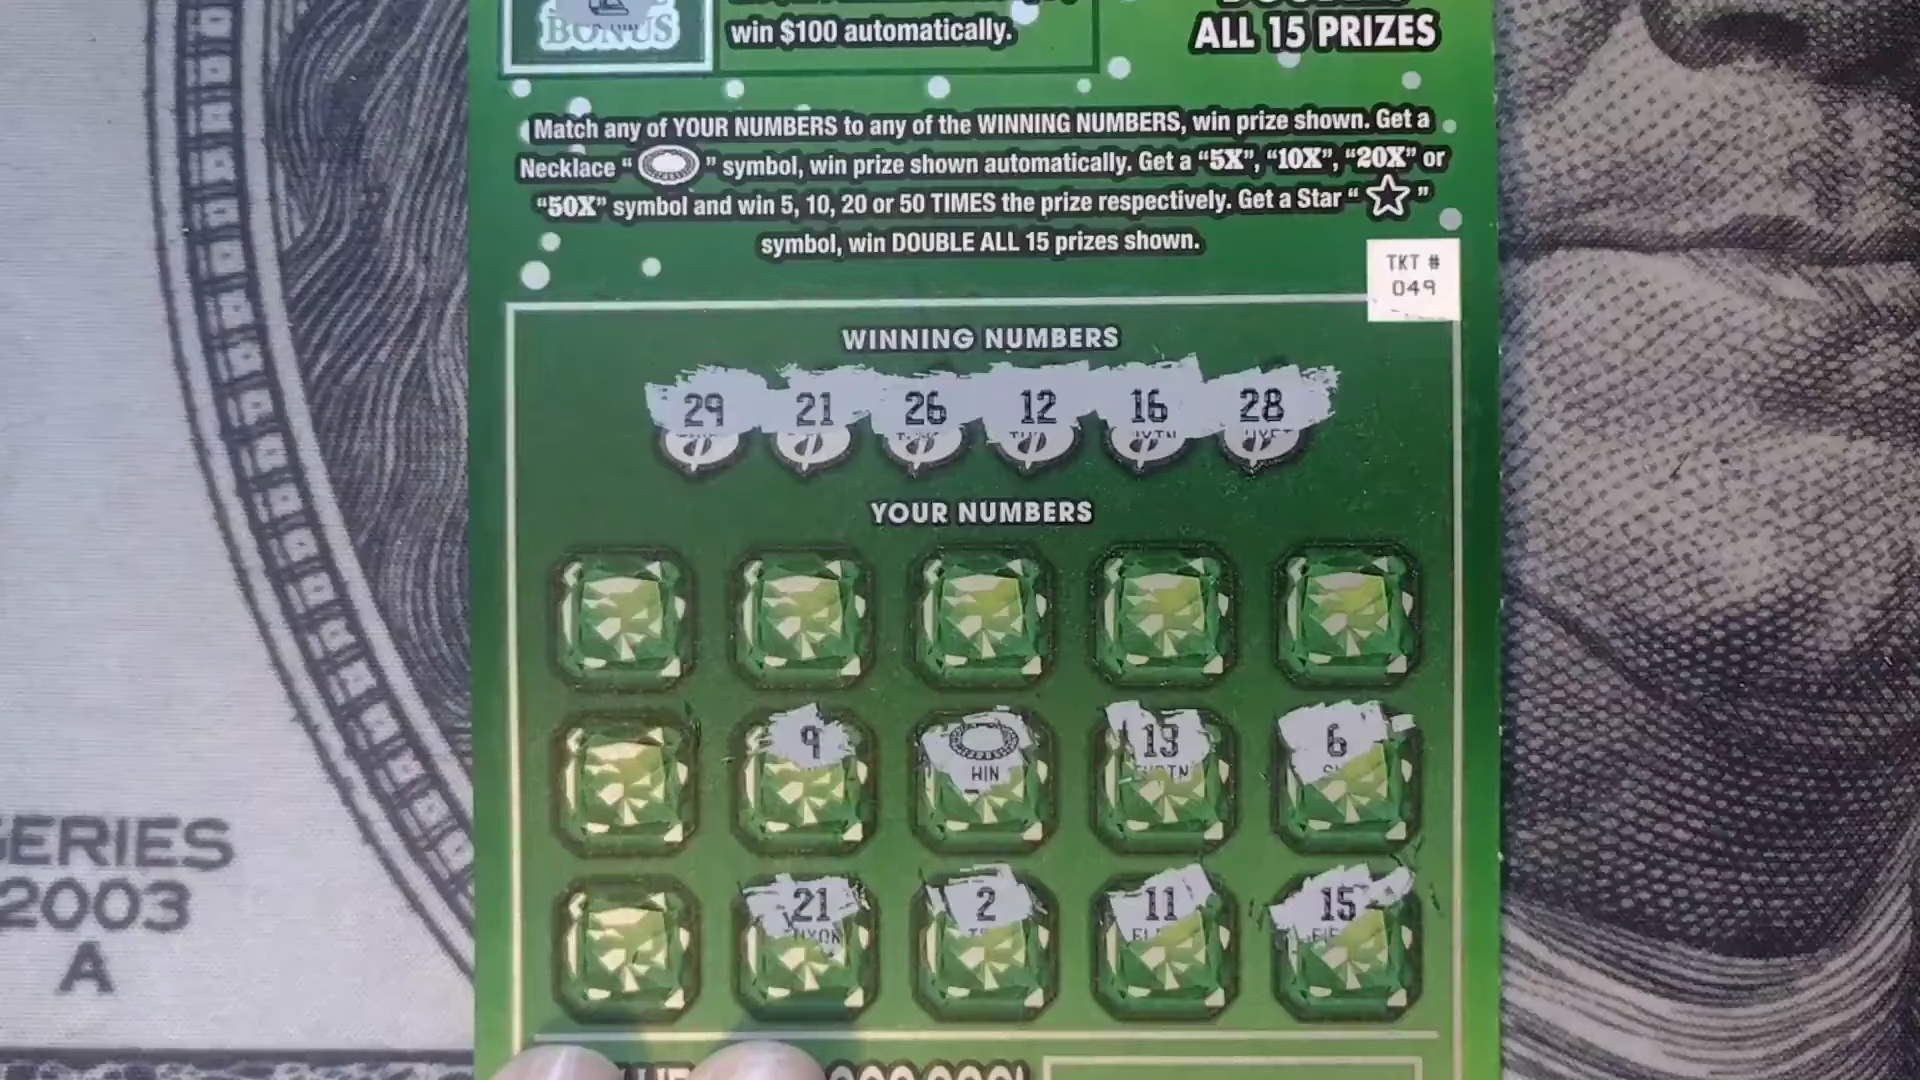 BONUS
win $100 automatically.
ALL 15 PRIZES
Match any of YOUR NUMBERS to any of the WINNING NUMBERS, win prize shown. Get a
Necklace “ ” symbol, win prize shown automatically. Get a “5X”, “10X”, “20X” or
“50X” symbol and win 5, 10, 20 or 50 TIMES the prize respectively. Get a Star “ ”
symbol, win DOUBLE ALL 15 prizes shown.
TKT #
049
WINNING NUMBERS
29 21 26 12 16 28
YOUR NUMBERS
9 13 6
WIN
21 2 11 15
SERIES
2003
A